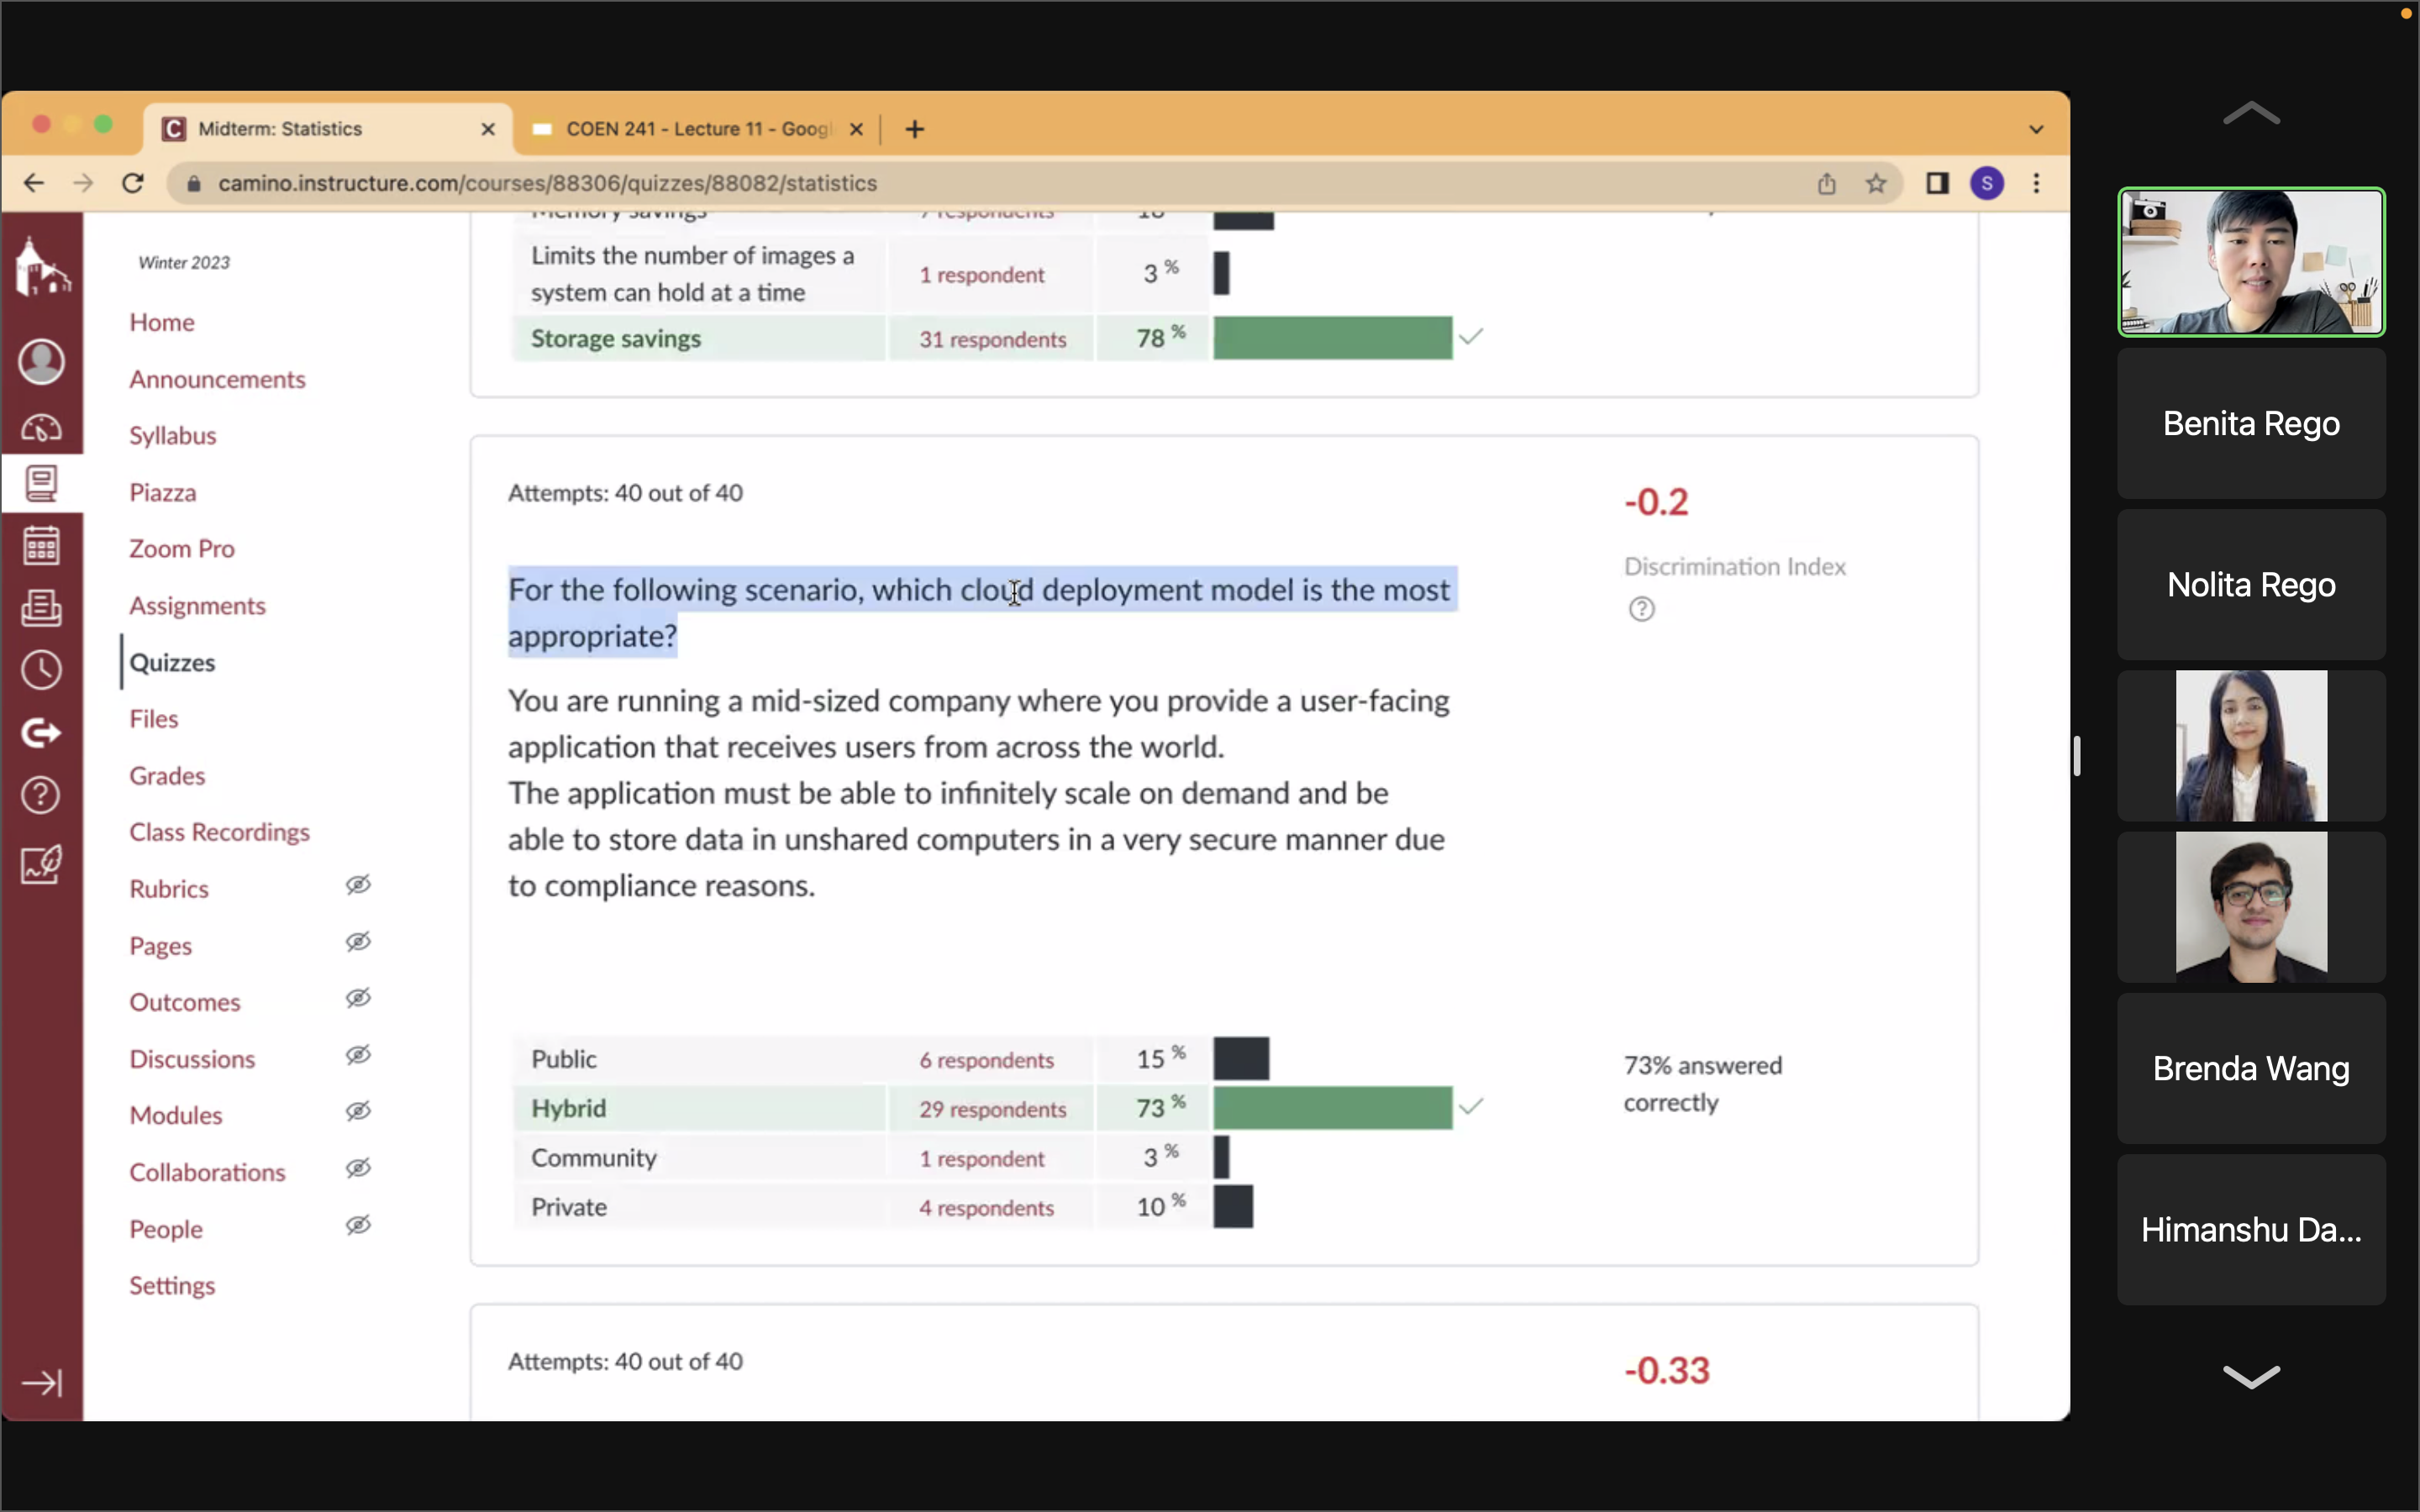 Midterm: Statistics
COEN 241 - Lecture 11 - Goog
camino.instructure.com/courses/88306/quizzes/88082/statistics
S
Winter 2023
Home
Announcements
Syllabus
Piazza
Zoom Pro
Assignments
Quizzes
Files
Grades
Class Recordings
Rubrics
Pages
Outcomes
Discussions
Modules
Collaborations
People
Settings
Memory savings 7 respondents 18
Limits the number of images a
system can hold at a time
1 respondent 3 %
Storage savings 31 respondents 78 %
Attempts: 40 out of 40
-0.2
Discrimination Index
For the following scenario, which cloud deployment model is the most
appropriate?
You are running a mid-sized company where you provide a user-facing
application that receives users from across the world.
The application must be able to infinitely scale on demand and be
able to store data in unshared computers in a very secure manner due
to compliance reasons.
Public 6 respondents 15 %
Hybrid 29 respondents 73 %
Community 1 respondent 3 %
Private 4 respondents 10 %
73% answered
correctly
Attempts: 40 out of 40
-0.33
Benita Rego
Nolita Rego
Brenda Wang
Himanshu Da...